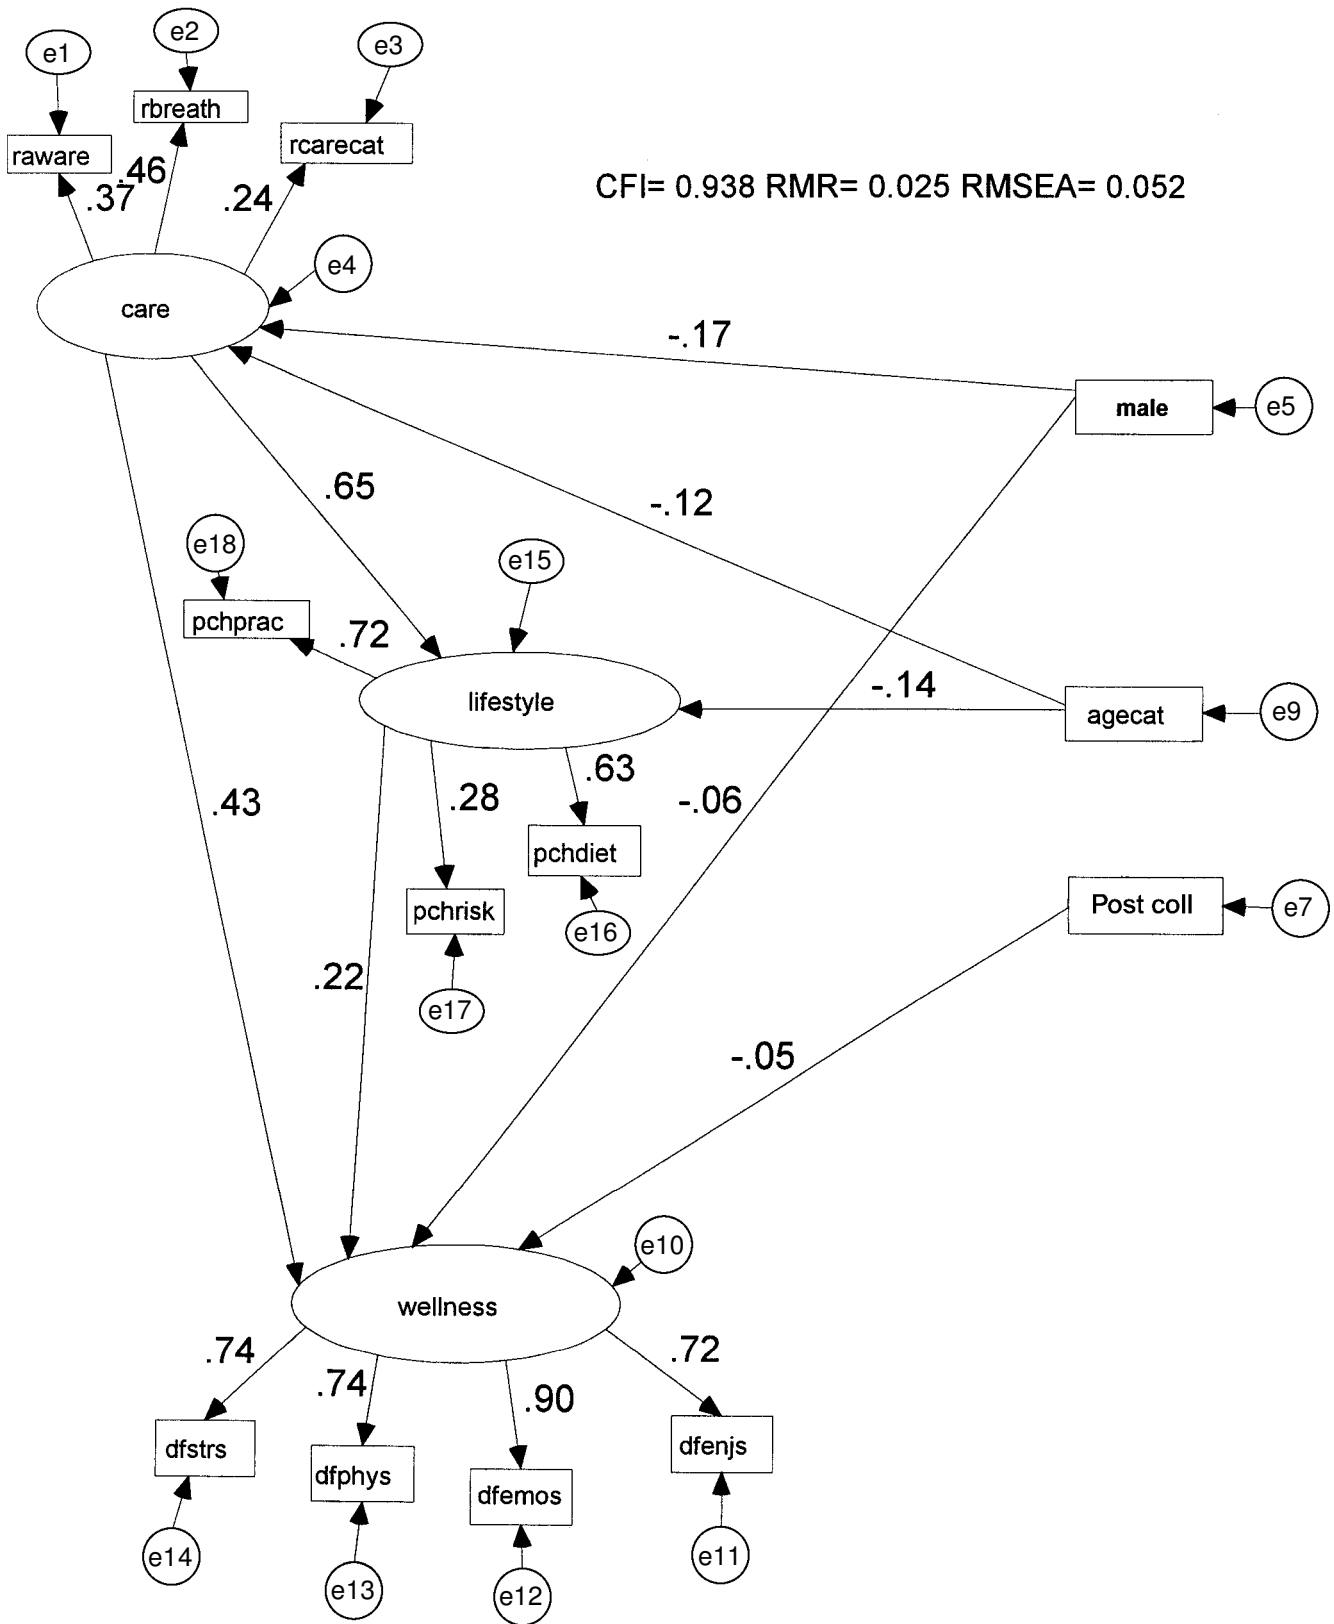 e1
e2
e3
rbreath
raware
rcarecat
.37
.46
.24
CFI= 0.938 RMR= 0.025 RMSEA= 0.052
e4
care
-.17
male
e5
.65
-.12
e18
e15
pchprac
.72
lifestyle
-.14
agecat
e9
.43
.28
.63
-.06
pchdiet
pchrisk
e16
Post coll
e7
.22
e17
-.05
e10
wellness
.74
.74
.90
.72
dfstrs
dfphys
dfemos
dfenjs
e14
e13
e12
e11